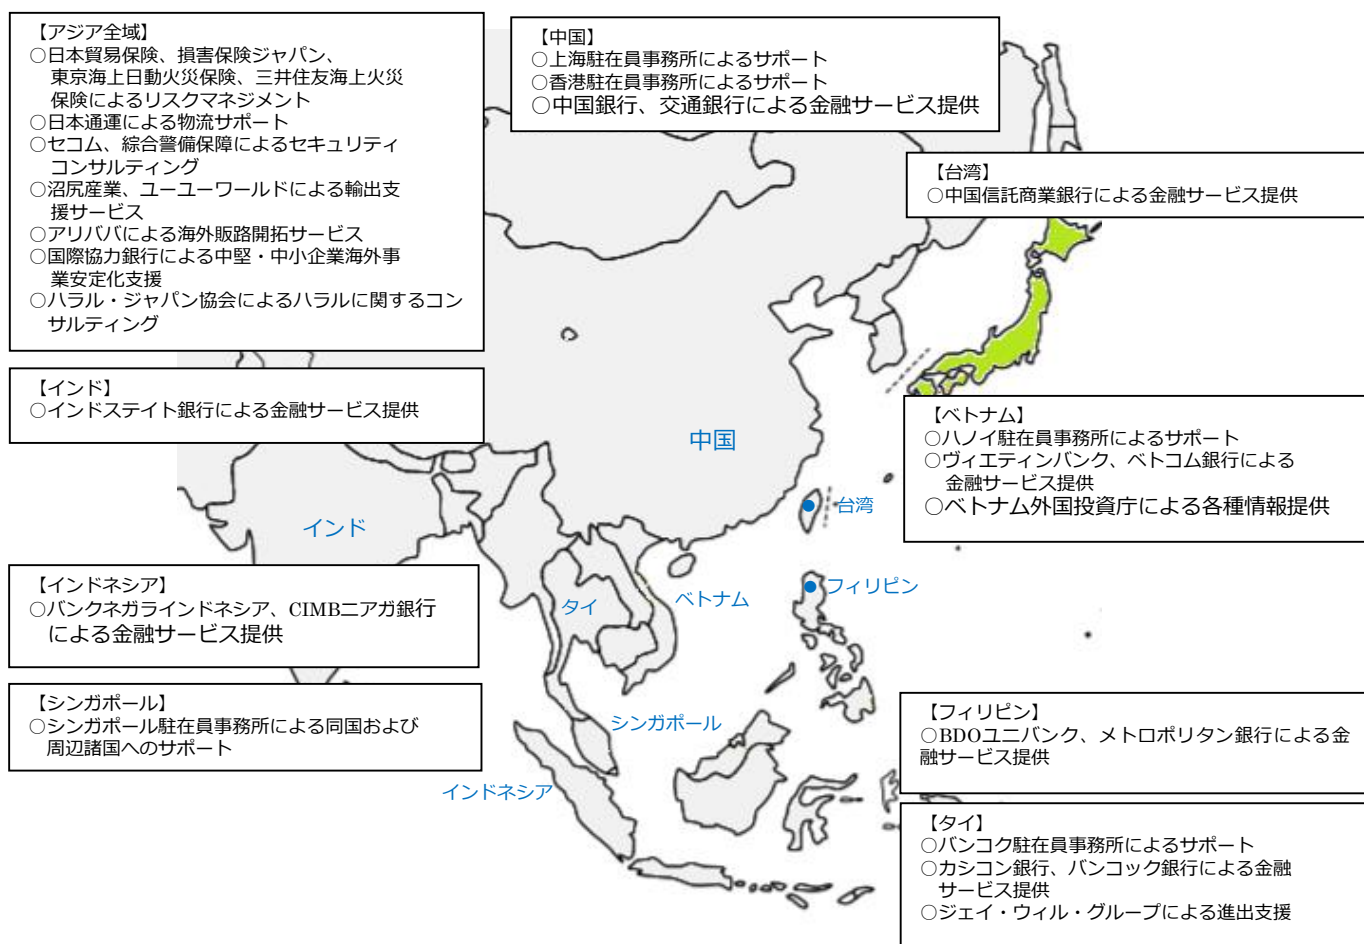 【アジア全域】
○日本貿易保険、損害保険ジャパン、
東京海上日動火災保険、三井住友海上火災
保険によるリスクマネジメント
○日本通運による物流サポート
○セコム、綜合警備保障によるセキュリティ
コンサルティング
○沼尻産業、ユーユーワールドによる輸出支
援サービス
○アリババによる海外販路開拓サービス
○国際協力銀行による中堅・中小企業海外事
業安定化支援
○ハラル・ジャパン協会によるハラルに関するコン
サルティング
【中国】
○上海駐在員事務所によるサポート
○香港駐在員事務所によるサポート
○中国銀行、交通銀行による金融サービス提供
【台湾】
○中国信託商業銀行による金融サービス提供
【インド】
○インドステイト銀行による金融サービス提供
【ベトナム】
○ハノイ駐在員事務所によるサポート
○ヴィエティンバンク、ベトコム銀行による
金融サービス提供
○ベトナム外国投資庁による各種情報提供
中国
台湾
インド
【インドネシア】
○バンクネガラインドネシア、CIMBニアガ銀行
による金融サービス提供
タイ
ベトナム
フィリピン
【シンガポール】
○シンガポール駐在員事務所による同国および
周辺諸国へのサポート
シンガポール
インドネシア
【フィリピン】
○BDOユニバンク、メトロポリタン銀行による金
融サービス提供
【タイ】
○バンコク駐在員事務所によるサポート
○カシコン銀行、バンコック銀行による金融
サービス提供
○ジェイ・ウィル・グループによる進出支援